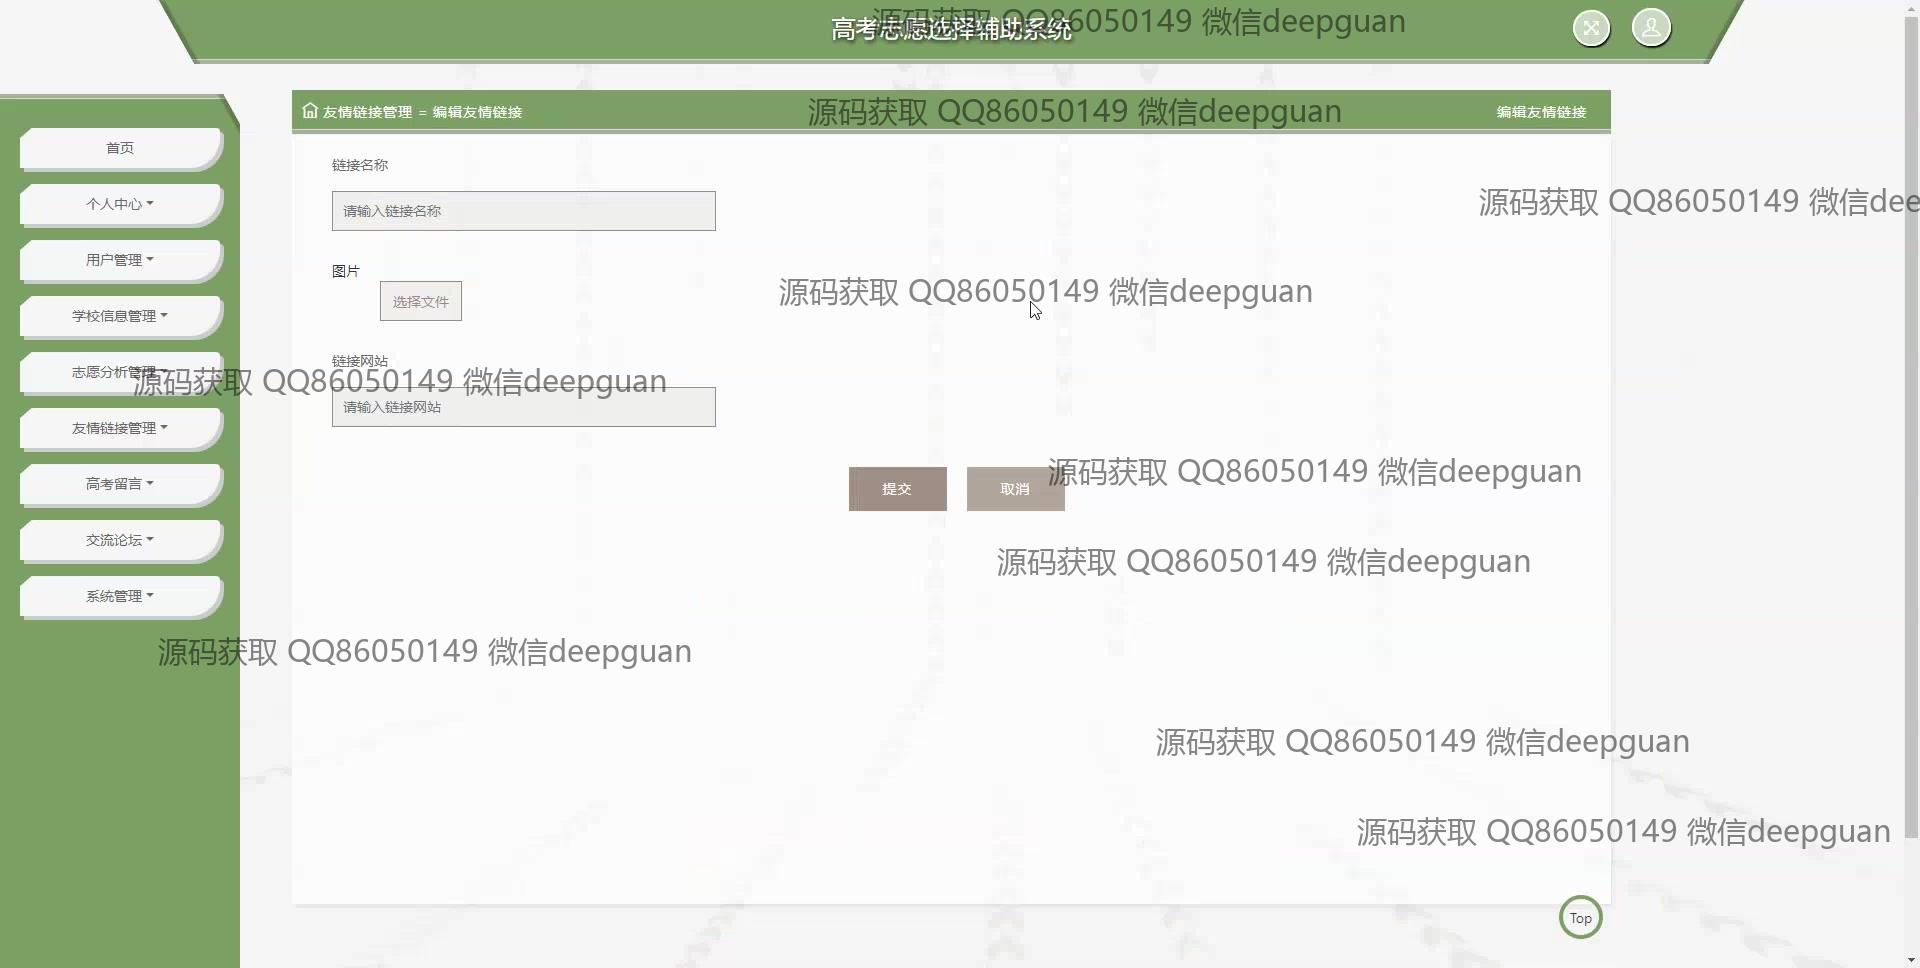 高考志愿选择辅助系统
源码获取 QQ86050149 微信deepguan
友情链接管理 = 编辑友情链接
源码获取 QQ86050149 微信deepguan
编辑友情链接
首页
链接名称
个人中心
请输入链接名称
源码获取 QQ86050149 微信dee
用户管理
图片
选择文件
源码获取 QQ86050149 微信deepguan
学校信息管理
链接网站
志愿分析管理
源码获取 QQ86050149 微信deepguan
请输入链接网站
友情链接管理
高考留言
提交
取消
源码获取 QQ86050149 微信deepguan
交流论坛
源码获取 QQ86050149 微信deepguan
系统管理
源码获取 QQ86050149 微信deepguan
源码获取 QQ86050149 微信deepguan
源码获取 QQ86050149 微信deepguan
Top